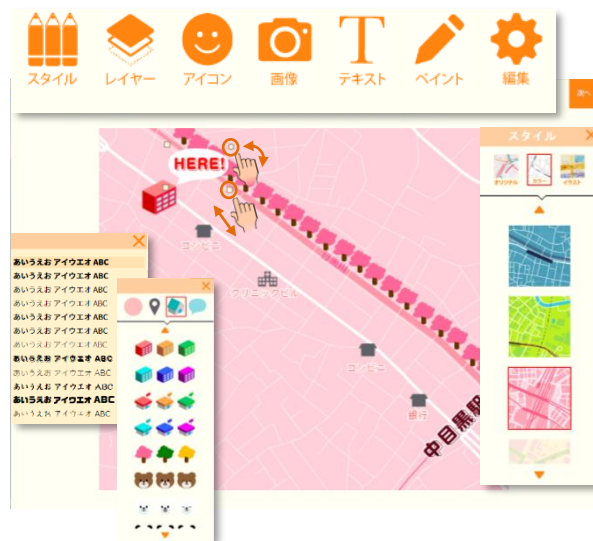 スタイル
レイヤー
アイコン
画像
テキスト
ペイント
編集
次へ
スタイル
オリジナル
カラー
イラスト
HERE!
コンビニ
クリニックビル
コンビニ
銀行
中目黒駅
あいうえお アイウエオ ABC
あいうえお アイウエオ ABC
あいうえお アイウエオ ABC
あいうえお アイウエオ ABC
あいうえお アイウエオ ABC
あいうえお アイウエオ ABC
あいうえお アイウエオ ABC
あいうえお アイウエオ ABC
あいうえお アイウエオ ABC
あいうえお アイウエオ ABC
あいうえお アイウエオ ABC
あいうえお アイウエオ ABC